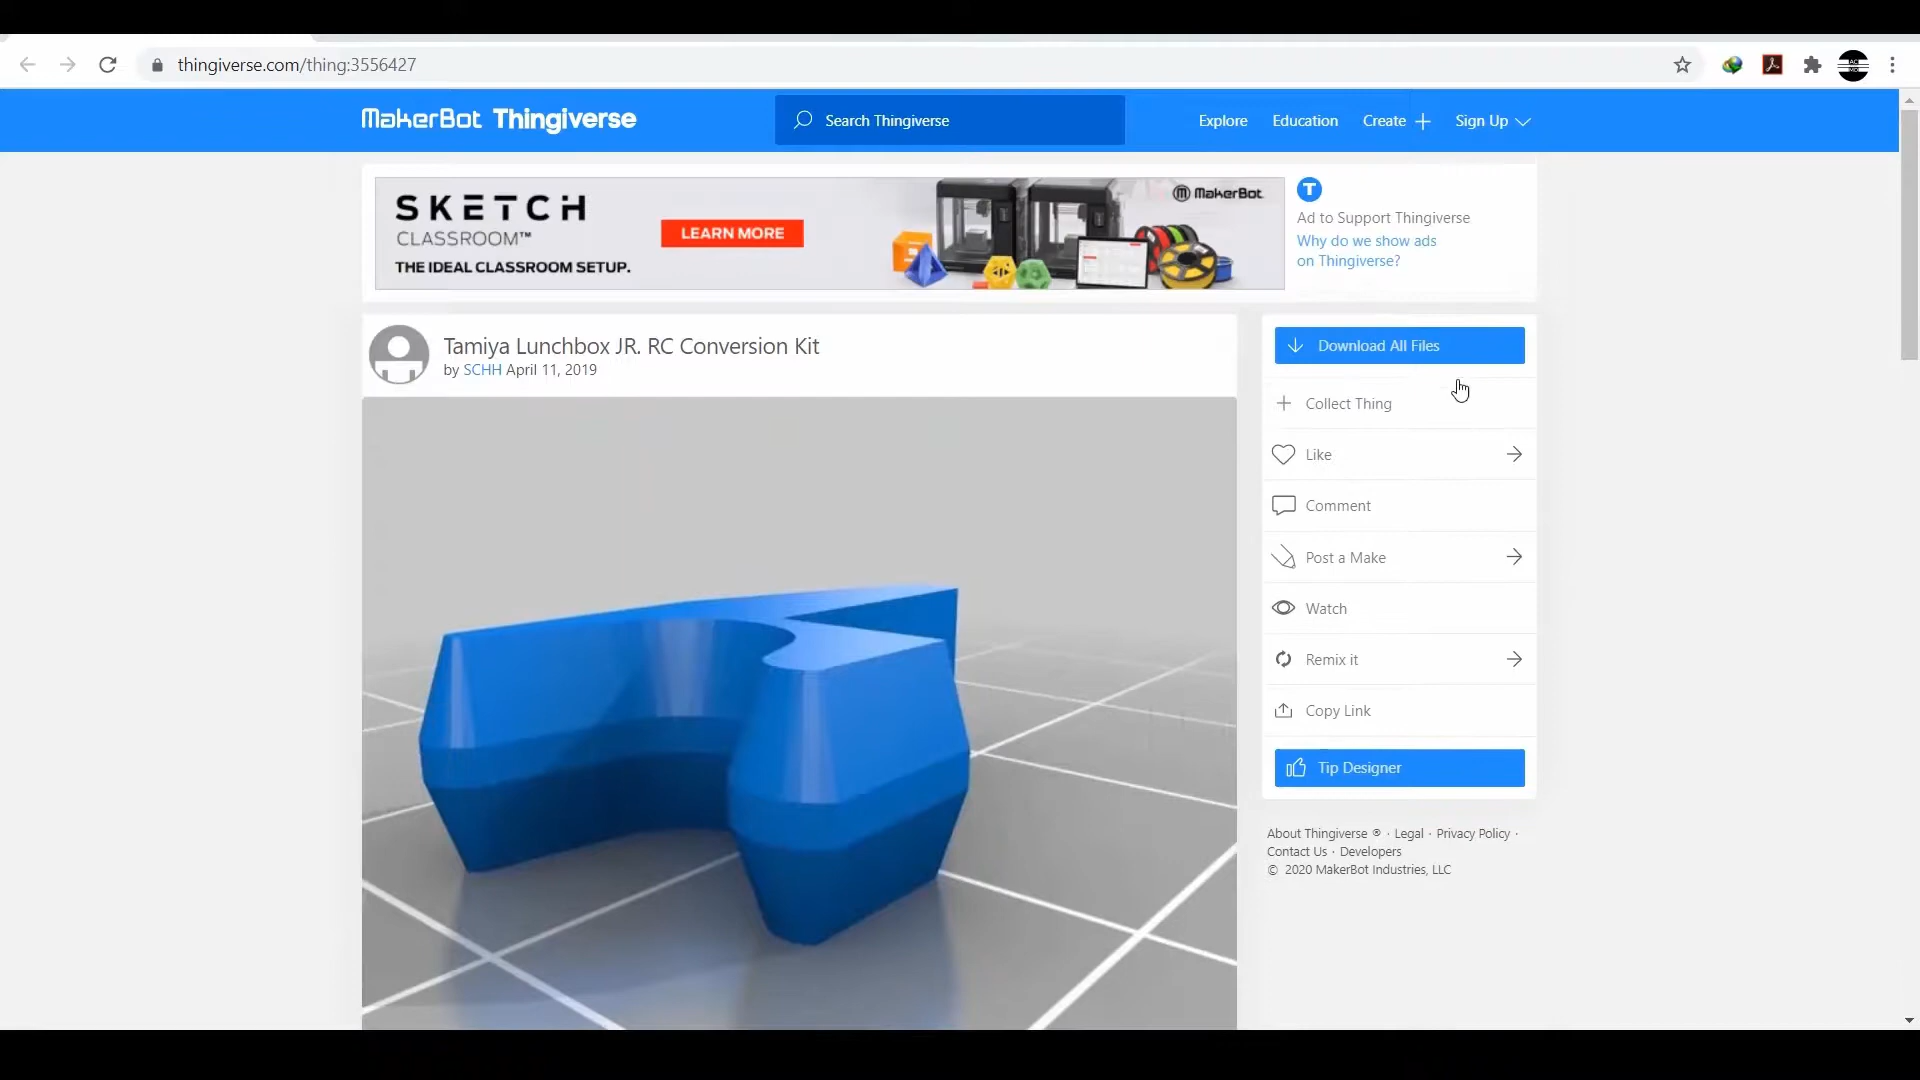 thingiverse.com/thing:3556427
MakerBot Thingiverse
Search Thingiverse
Explore
Education
Create
Sign Up
SKETCH
CLASSROOM™
THE IDEAL CLASSROOM SETUP.
LEARN MORE
MakerBot
T
Ad to Support Thingiverse
Why do we show ads
on Thingiverse?
Tamiya Lunchbox JR. RC Conversion Kit
by SCHH April 11, 2019
Download All Files
Collect Thing
Like
Comment
Post a Make
Watch
Remix it
Copy Link
Tip Designer
About Thingiverse ® · Legal · Privacy Policy ·
Contact Us · Developers
© 2020 MakerBot Industries, LLC